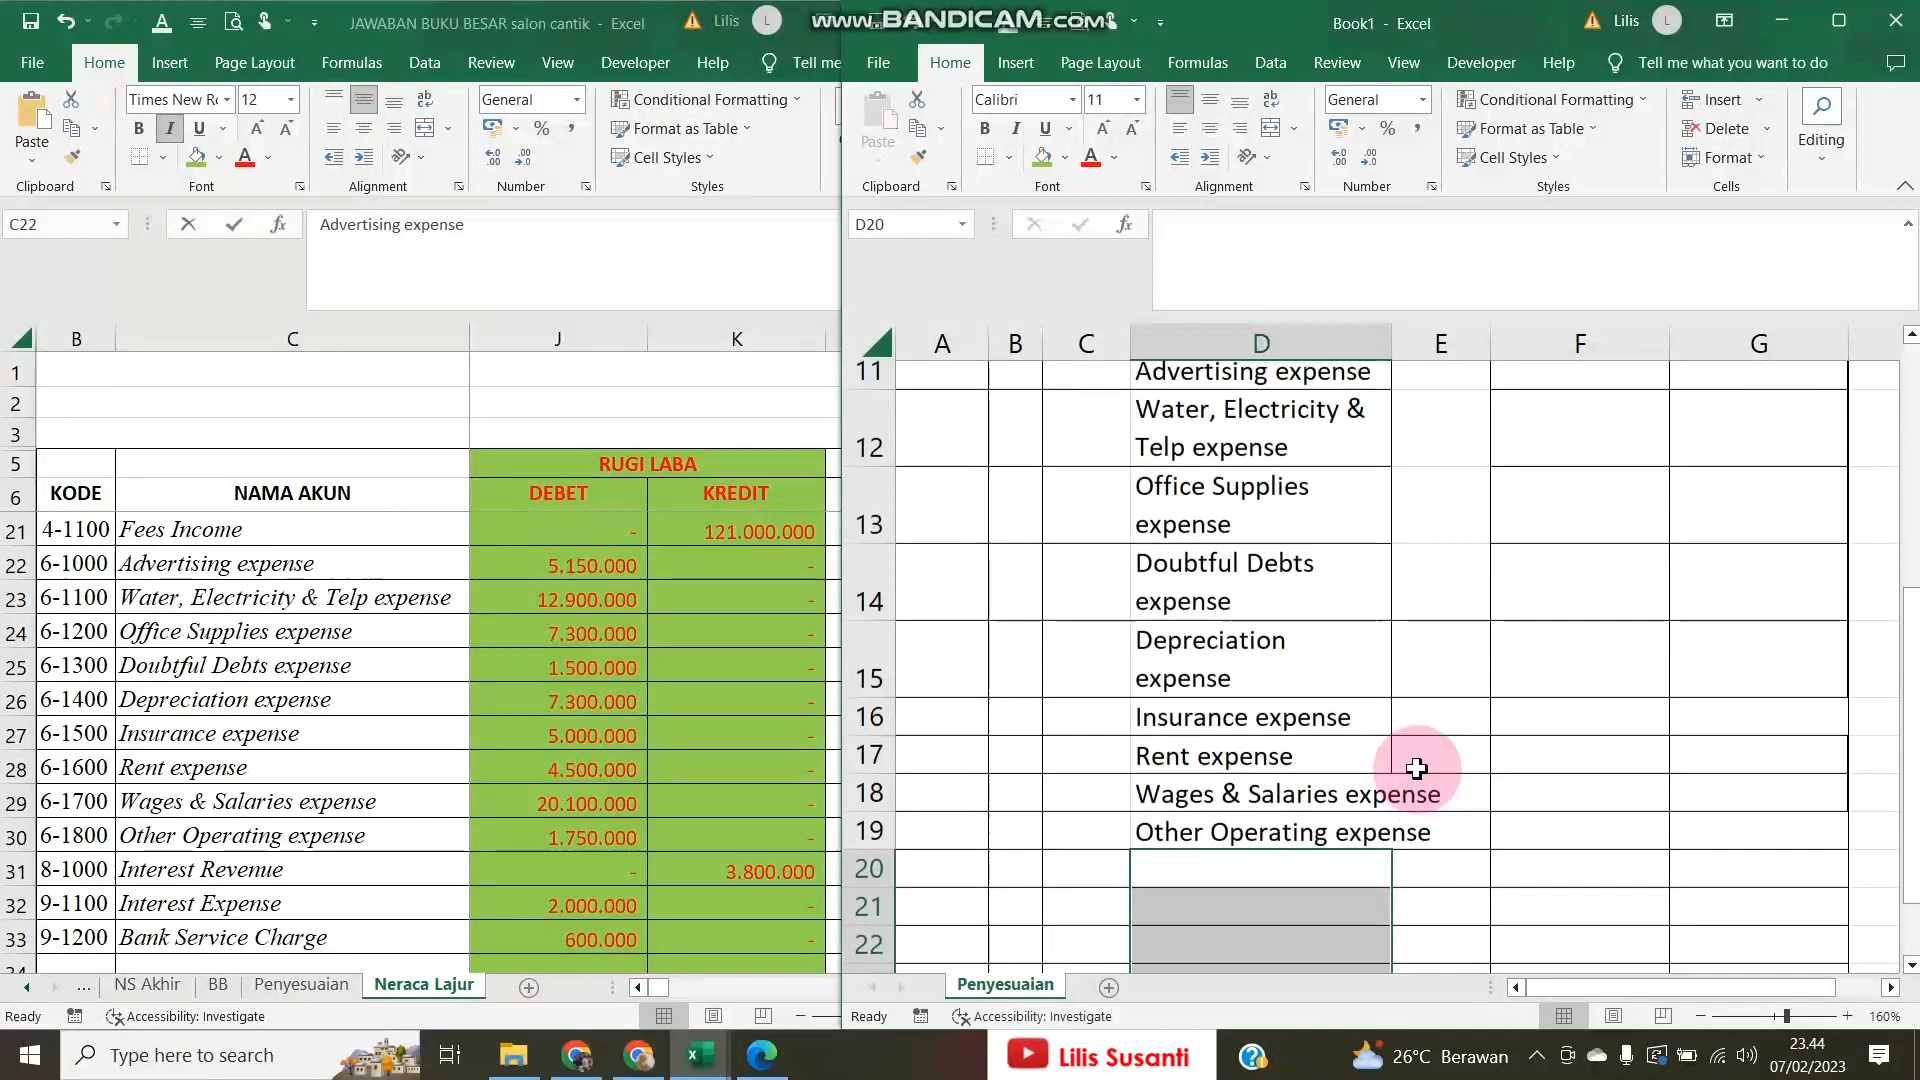 JAWABAN BUKU BESAR salon cantik - Excel
Lilis
L
www.BANDICAM.com
Book1 - Excel
Lilis
L
File Home Insert Page Layout Formulas Data Review View Developer Help Tell me
File Home Insert Page Layout Formulas Data Review View Developer Help Tell me what you want to do
Times New Ro 12
General
Conditional Formatting
Format as Table
Cell Styles
Paste
Clipboard Font Alignment Number Styles
Calibri 11
General
Conditional Formatting
Format as Table
Cell Styles
Insert
Delete
Format
Editing
Paste
Clipboard Font Alignment Number Styles Cells
C22
Advertising expense
D20
B C J K
1
2
3
5 RUGI LABA
6 KODE NAMA AKUN DEBET KREDIT
21 4-1100 Fees Income - 121.000.000
22 6-1000 Advertising expense 5.150.000 -
23 6-1100 Water, Electricity & Telp expense 12.900.000 -
24 6-1200 Office Supplies expense 7.300.000 -
25 6-1300 Doubtful Debts expense 1.500.000 -
26 6-1400 Depreciation expense 7.300.000 -
27 6-1500 Insurance expense 5.000.000 -
28 6-1600 Rent expense 4.500.000 -
29 6-1700 Wages & Salaries expense 20.100.000 -
30 6-1800 Other Operating expense 1.750.000 -
31 8-1000 Interest Revenue - 3.800.000
32 9-1100 Interest Expense 2.000.000 -
33 9-1200 Bank Service Charge 600.000 -
A B C D E F G
11 Advertising expense
Water, Electricity &
12 Telp expense
Office Supplies
13 expense
Doubtful Debts
14 expense
Depreciation
15 expense
16 Insurance expense
17 Rent expense
18 Wages & Salaries expense
19 Other Operating expense
20
21
22
... NS Akhir BB Penyesuaian Neraca Lajur
Penyesuaian
Ready Accessibility: Investigate
Ready Accessibility: Investigate 160%
Type here to search
Lilis Susanti
26°C Berawan
23.44
07/02/2023